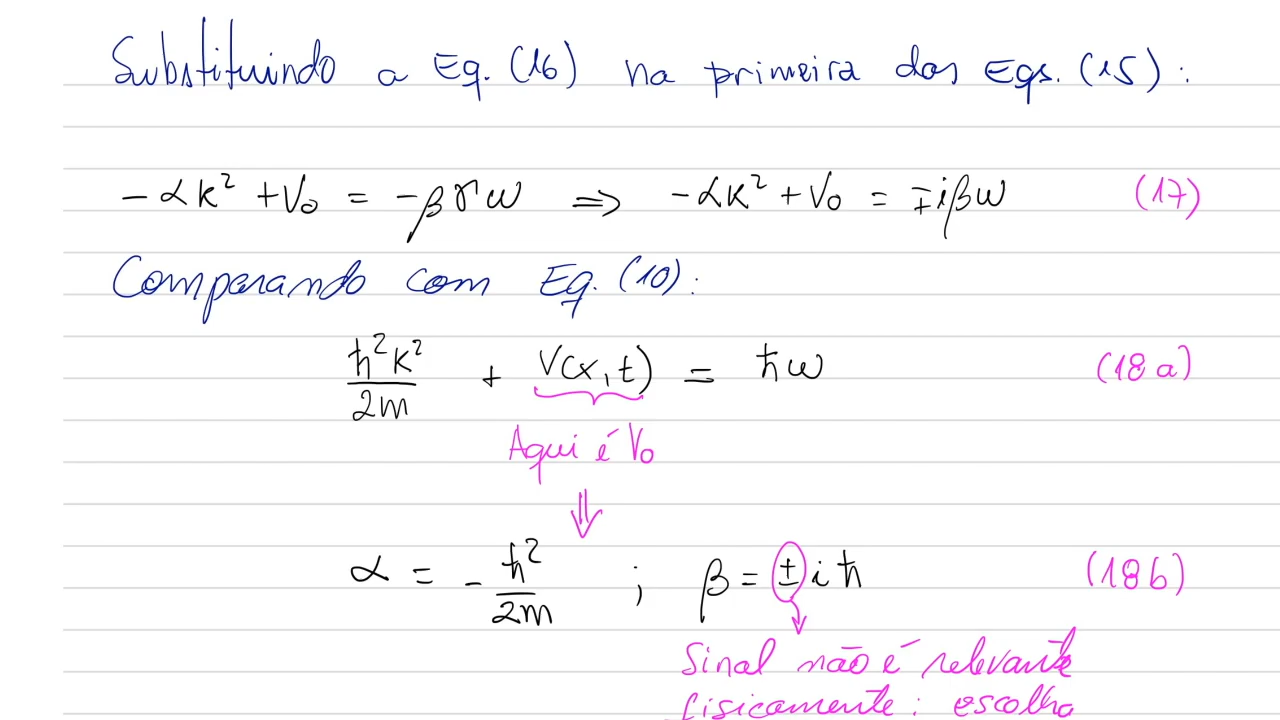 Substituindo a Eq. (16) na primeira das Eqs. (15):
-αk² + V₀ = -βγω ⇒ -αk² + V₀ = ∓iβω (17)
Comparando com Eq. (10):
ħ²k²/2m + V(x,t) = ħω (18a)
Aqui é V₀
⇓
α = -ħ²/2m ; β = ±iħ (18b)
Sinal não é relevante
fisicamente: escolha